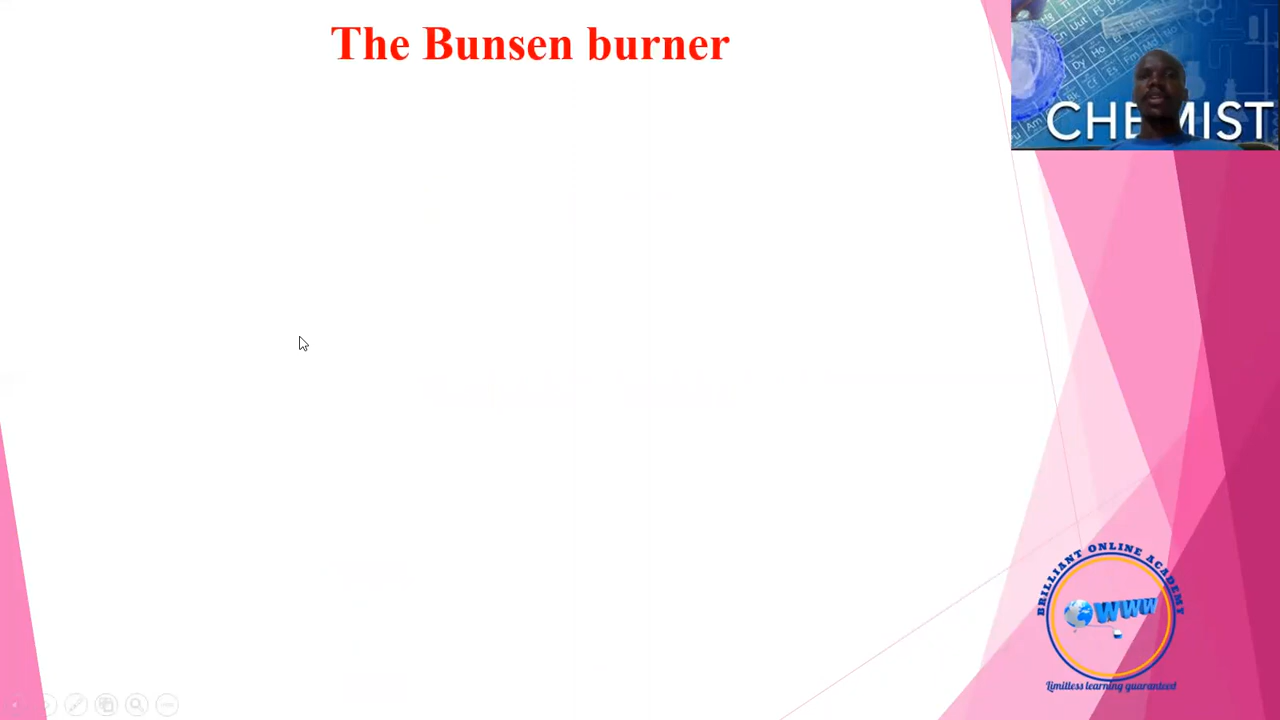 The Bunsen burner
CHEMIST
BRILLIANT ONLINE ACADEMY
WWW
Limitless learning guaranteed